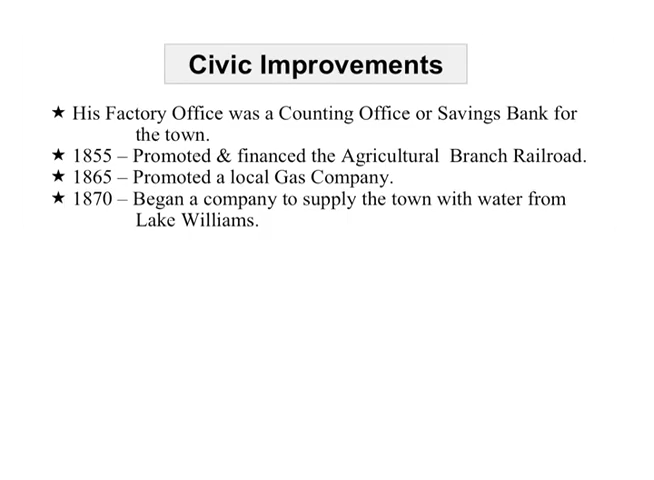 Civic Improvements
★ His Factory Office was a Counting Office or Savings Bank for
the town.
★ 1855 – Promoted & financed the Agricultural Branch Railroad.
★ 1865 – Promoted a local Gas Company.
★ 1870 – Began a company to supply the town with water from
Lake Williams.